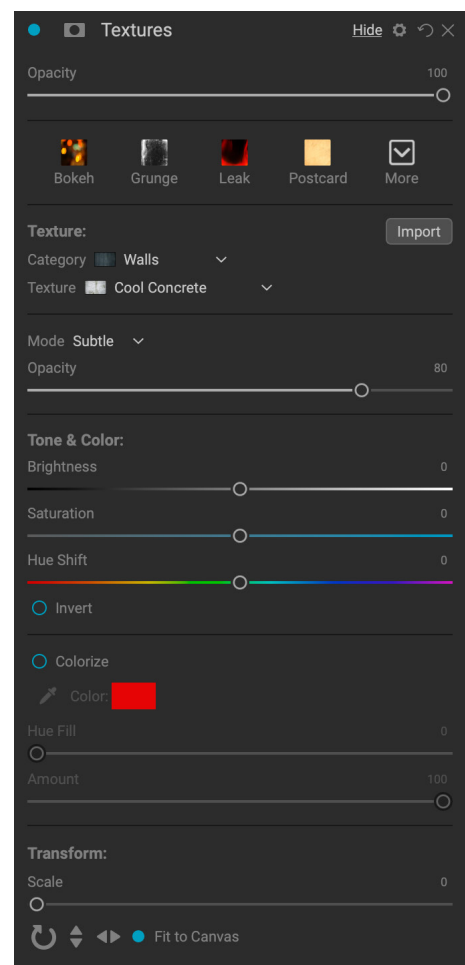 Textures Hide
Opacity 100
Bokeh Grunge Leak Postcard More
Texture: Import
Category Walls
Texture Cool Concrete
Mode Subtle
Opacity 80
Tone & Color:
Brightness 0
Saturation 0
Hue Shift 0
Invert
Colorize
Color:
Hue Fill 0
Amount 100
Transform:
Scale 0
Fit to Canvas